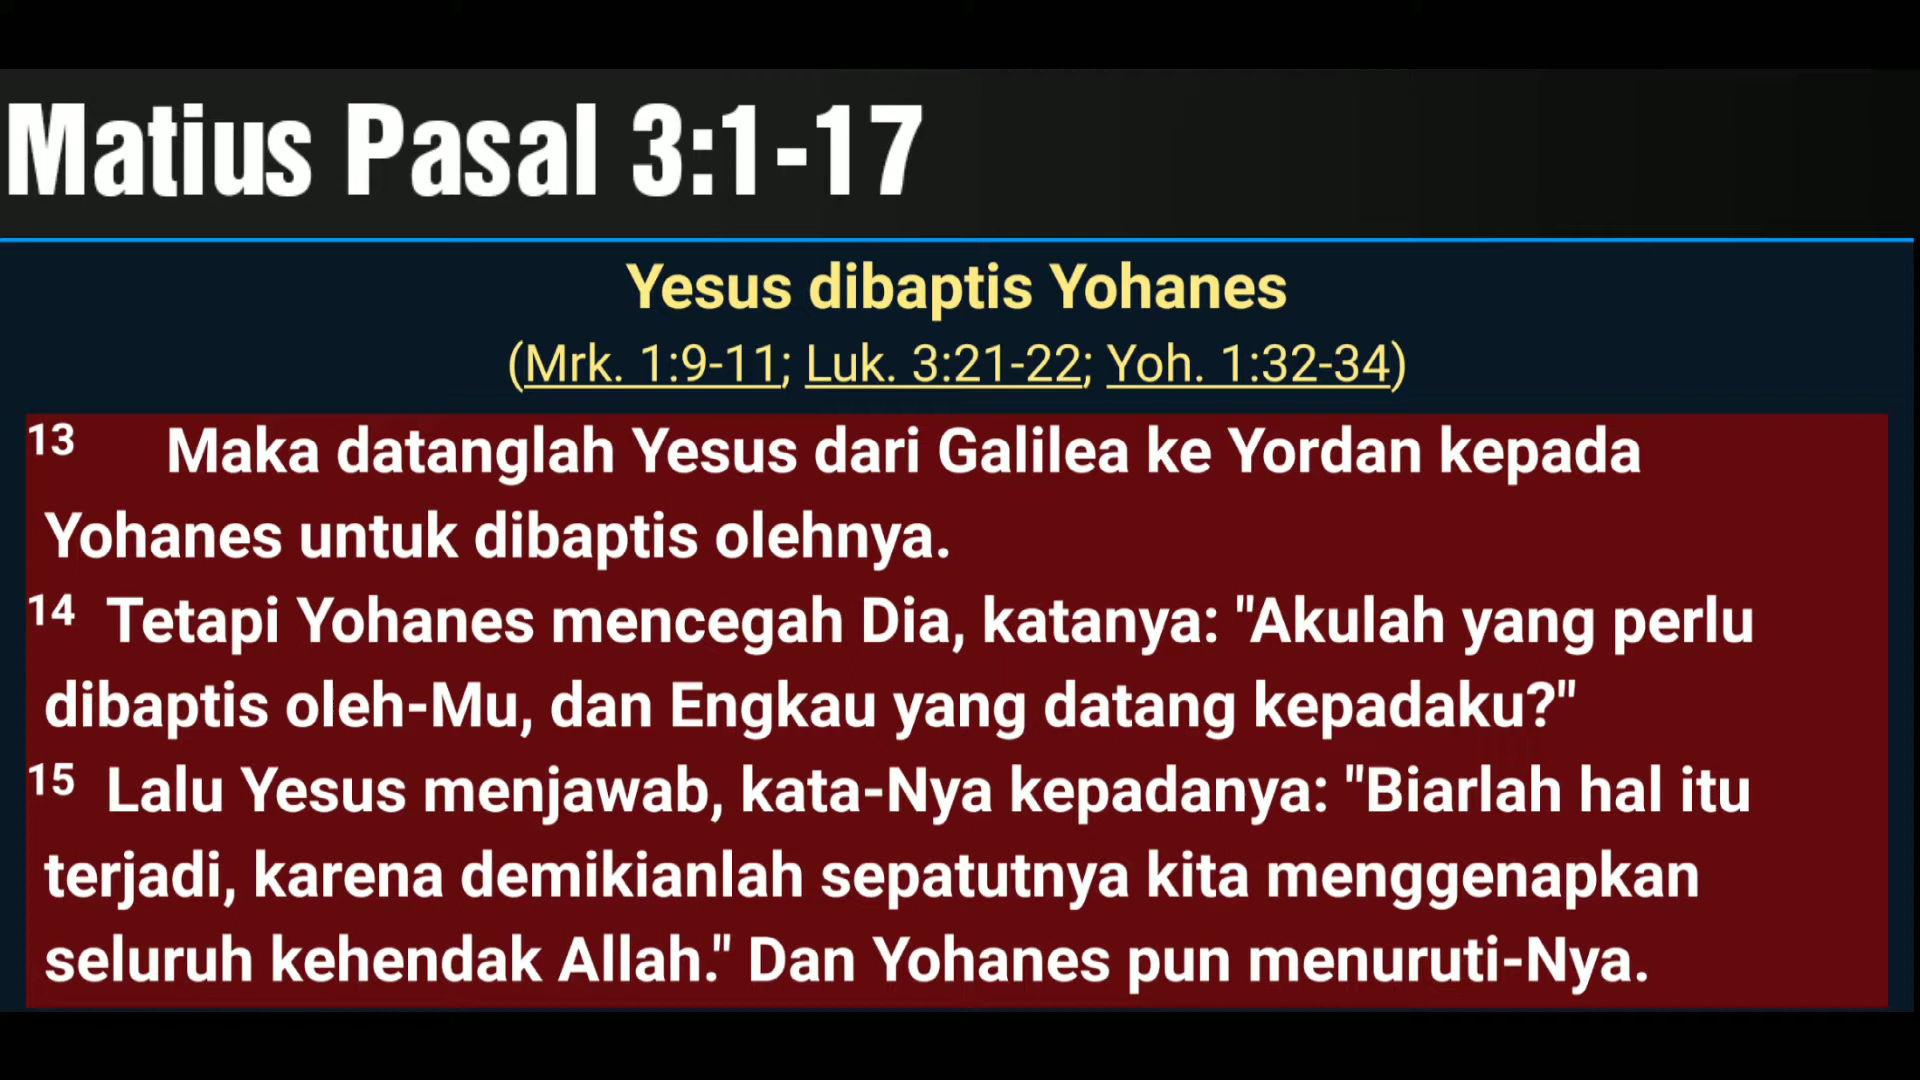 Matius Pasal 3:1-17
Yesus dibaptis Yohanes
(Mrk. 1:9-11; Luk. 3:21-22; Yoh. 1:32-34)
13 Maka datanglah Yesus dari Galilea ke Yordan kepada
Yohanes untuk dibaptis olehnya.
14 Tetapi Yohanes mencegah Dia, katanya: "Akulah yang perlu
dibaptis oleh-Mu, dan Engkau yang datang kepadaku?"
15 Lalu Yesus menjawab, kata-Nya kepadanya: "Biarlah hal itu
terjadi, karena demikianlah sepatutnya kita menggenapkan
seluruh kehendak Allah." Dan Yohanes pun menuruti-Nya.